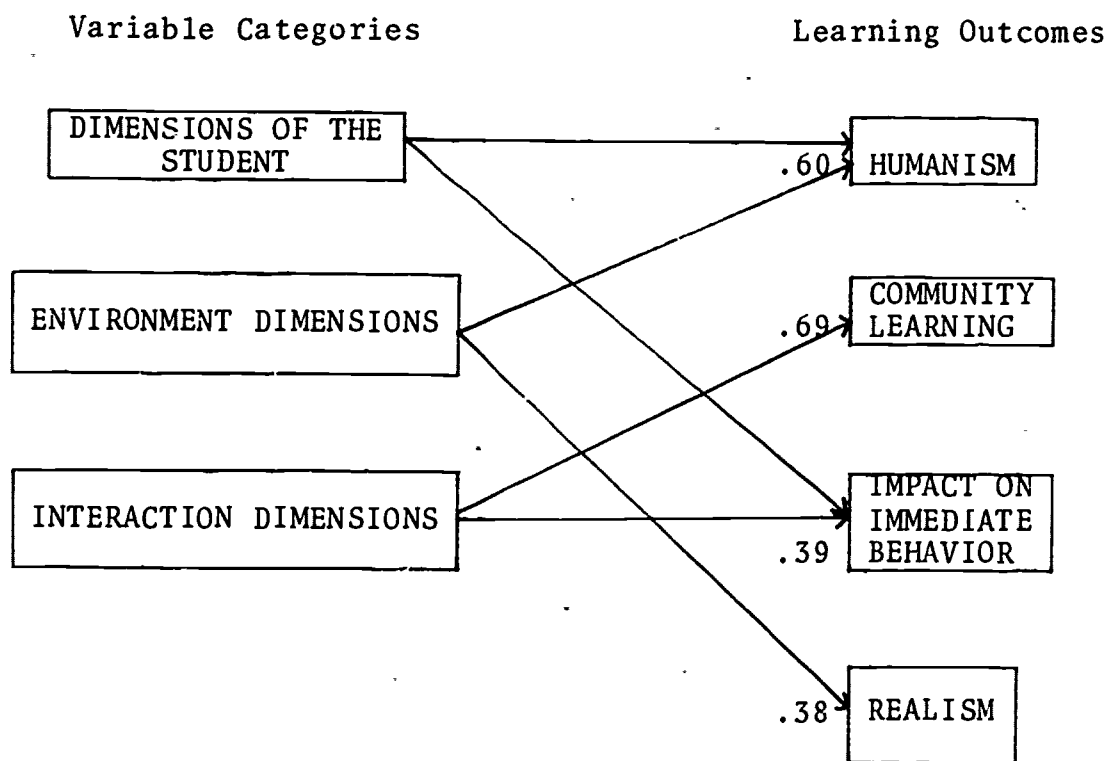 Variable Categories
Learning Outcomes
DIMENSIONS OF THE
STUDENT
.60
HUMANISM
ENVIRONMENT DIMENSIONS
.69
COMMUNITY
LEARNING
INTERACTION DIMENSIONS
.39
IMPACT ON
IMMEDIATE
BEHAVIOR
.38
REALISM